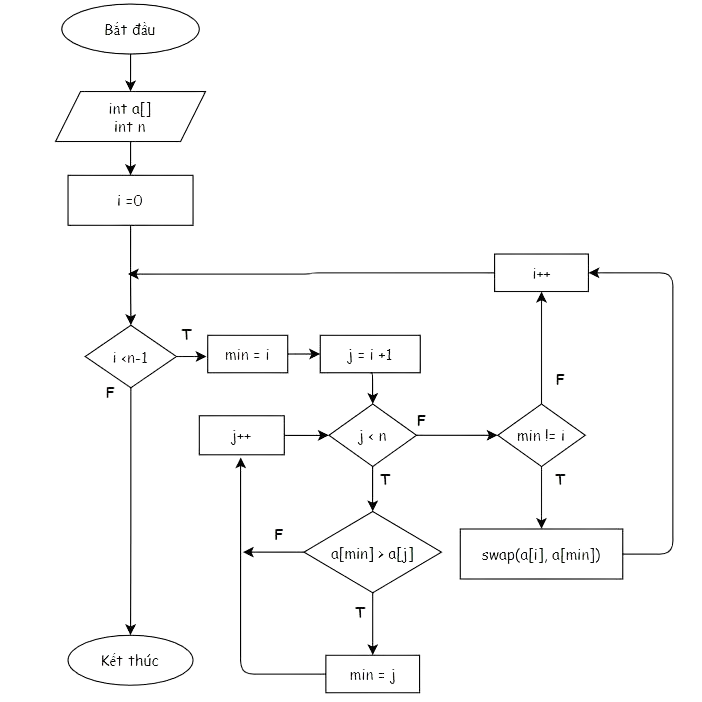 Bắt đầu
int a[]
int n
i =0
i++
i <n-1
T
min = i
j = i +1
F
j++
j < n
F
min != i
F
T
T
a[min] > a[j]
F
swap(a[i], a[min])
T
Kết thúc
min = j